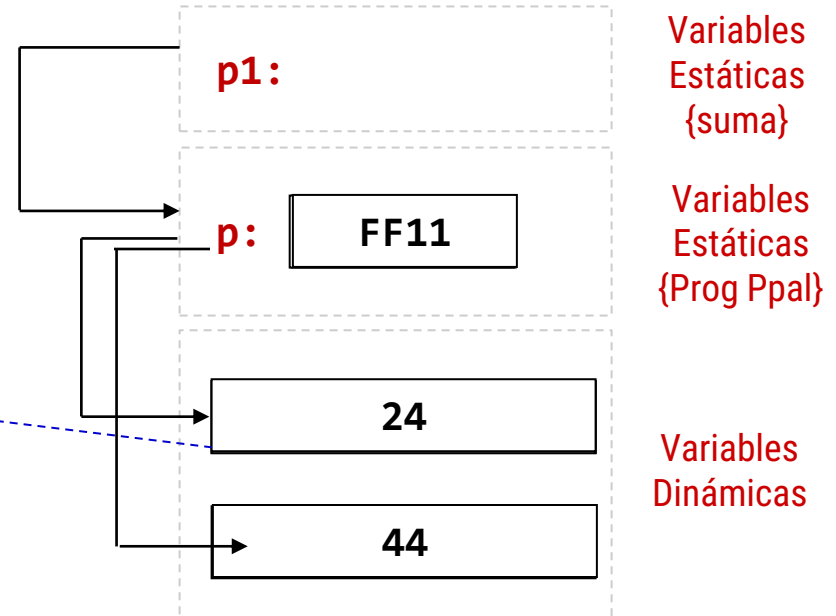 p1:
Variables
Estáticas
{suma}
p:
FF11
Variables
Estáticas
{Prog Ppal}
24
44
Variables
Dinámicas